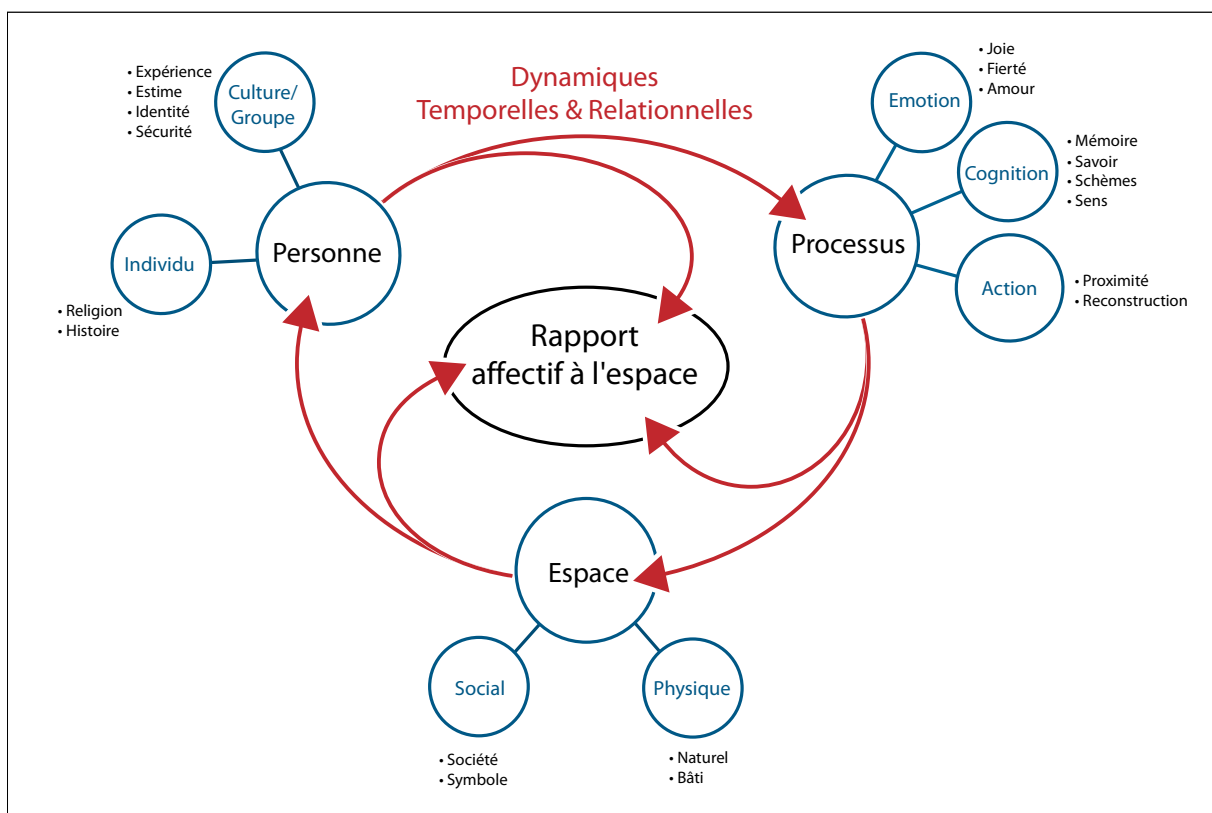 Dynamiques
Temporelles & Relationnelles
• Expérience
• Estime
• Identité
• Sécurité
Culture/
Groupe
Individu
• Religion
• Histoire
Personne
Emotion
• Joie
• Fierté
• Amour
Cognition
• Mémoire
• Savoir
• Schèmes
• Sens
Processus
Action
• Proximité
• Reconstruction
Rapport
affectif à l'espace
Espace
Social
• Société
• Symbole
Physique
• Naturel
• Bâti